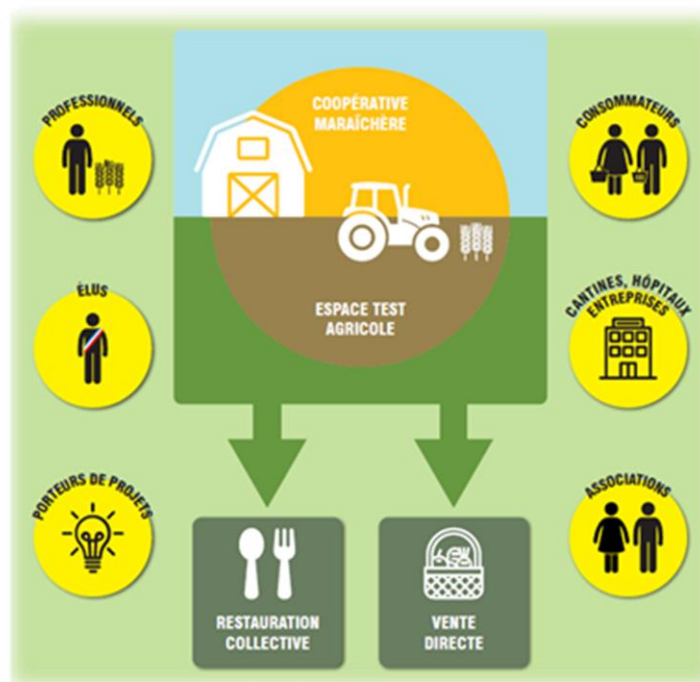 PROFESSIONNELS
COOPÉRATIVE
MARAÎCHÈRE
CONSOMMATEURS
ÉLUS
ESPACE TEST
AGRICOLE
CANTINES, HÔPITAUX
ENTREPRISES
PORTEURS DE PROJETS
ASSOCIATIONS
RESTAURATION
COLLECTIVE
VENTE
DIRECTE